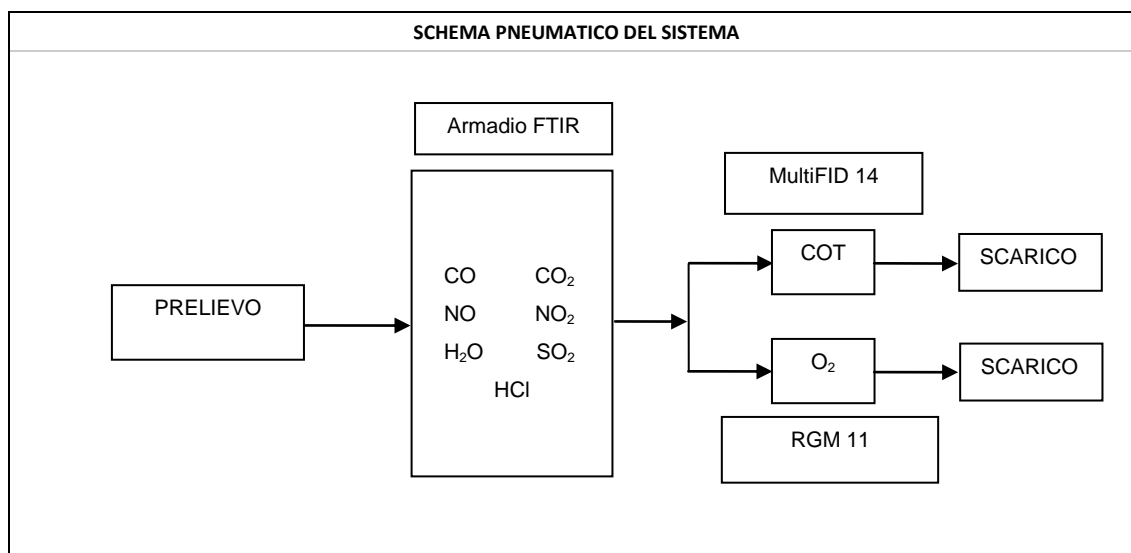 SCHEMA PNEUMATICO DEL SISTEMA
Armadio FTIR
MultiFID 14
PRELIEVO
CO CO₂
NO NO₂
H₂O SO₂
HCl
COT
SCARICO
O₂
SCARICO
RGM 11